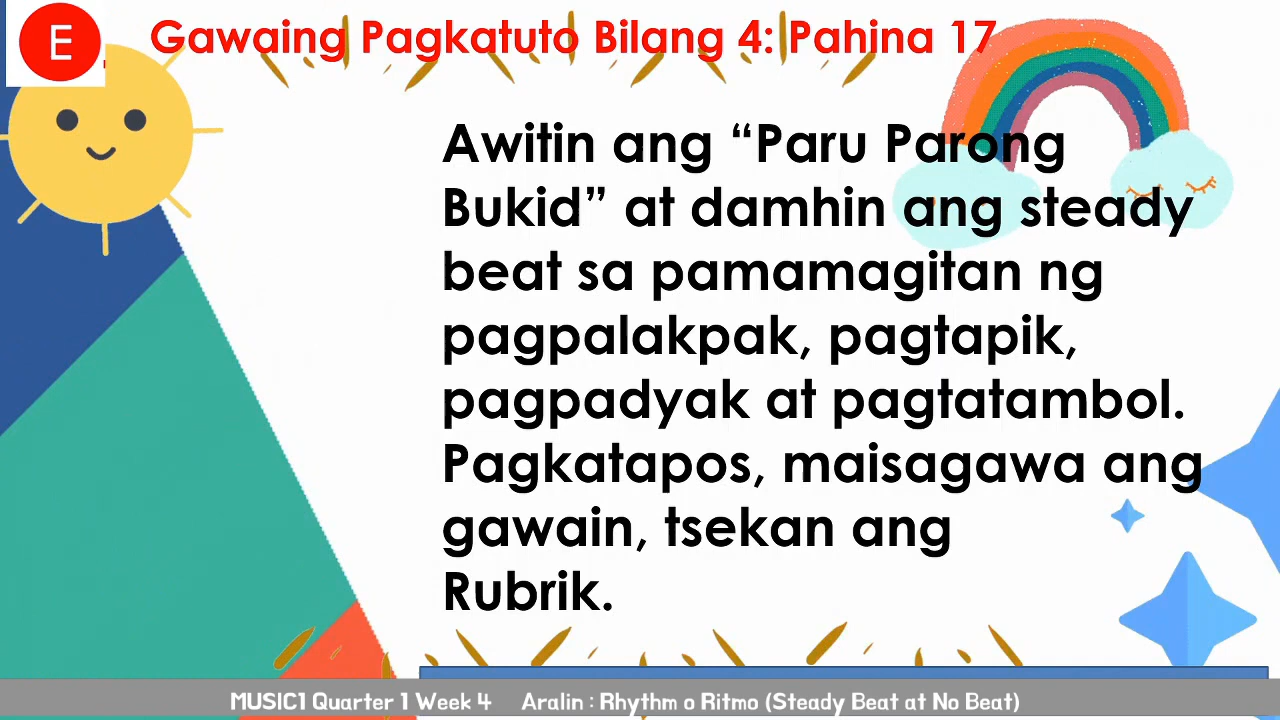 E
Gawaing Pagkatuto Bilang 4: Pahina 17
Awitin ang “Paru Parong
Bukid” at damhin ang steady
beat sa pamamagitan ng
pagpalakpak, pagtapik,
pagpadyak at pagtatambol.
Pagkatapos, maisagawa ang
gawain, tsekan ang
Rubrik.
MUSIC1 Quarter 1 Week 4 Aralin : Rhythm o Ritmo (Steady Beat at No Beat)